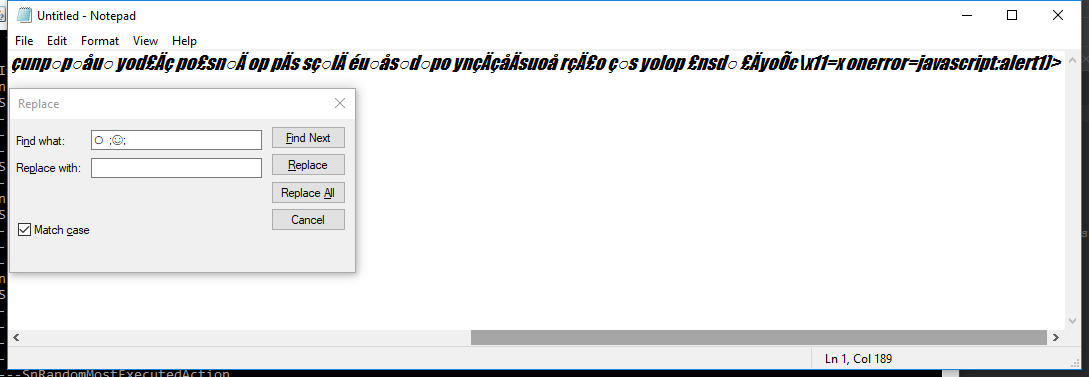 Untitled - Notepad
File Edit Format View Help
çunp○p○åu○ yod£Äç po£sn○Ä op pÄs sç○lÄ éu○ås○d○po ynçÄçåÄsuoá rçÄ£o ç○s yolop £nsd○ £ÄyoÕc\x11=x onerror=javascript:alert1)>
Replace
Find what: ○ ;☺; Find Next
Replace with: Replace
Replace All
Cancel
Match case
Ln 1, Col 189
---SnRandomMostExecutedAction